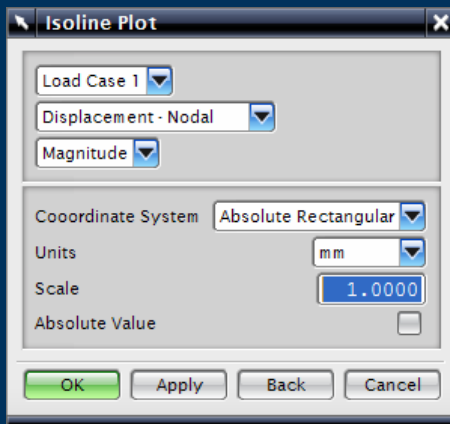 Isoline Plot
Load Case 1
Displacement - Nodal
Magnitude
Cooordinate System Absolute Rectangular
Units mm
Scale 1.0000
Absolute Value
OK Apply Back Cancel